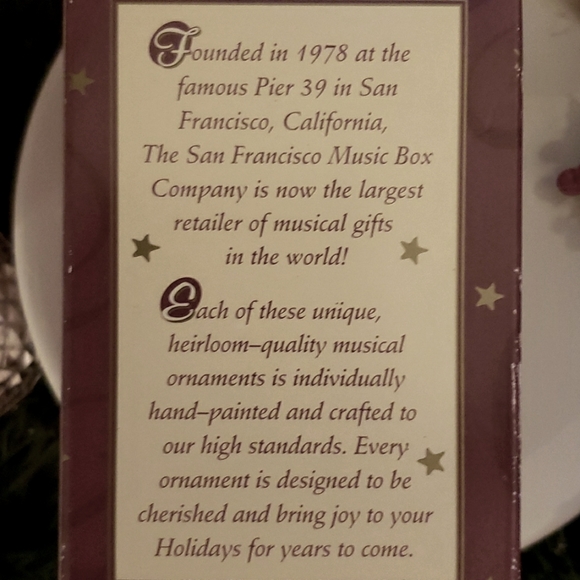 Founded in 1978 at the
famous Pier 39 in San
Francisco, California,
The San Francisco Music Box
Company is now the largest
retailer of musical gifts
in the world!
Each of these unique,
heirloom–quality musical
ornaments is individually
hand–painted and crafted to
our high standards. Every
ornament is designed to be
cherished and bring joy to your
Holidays for years to come.